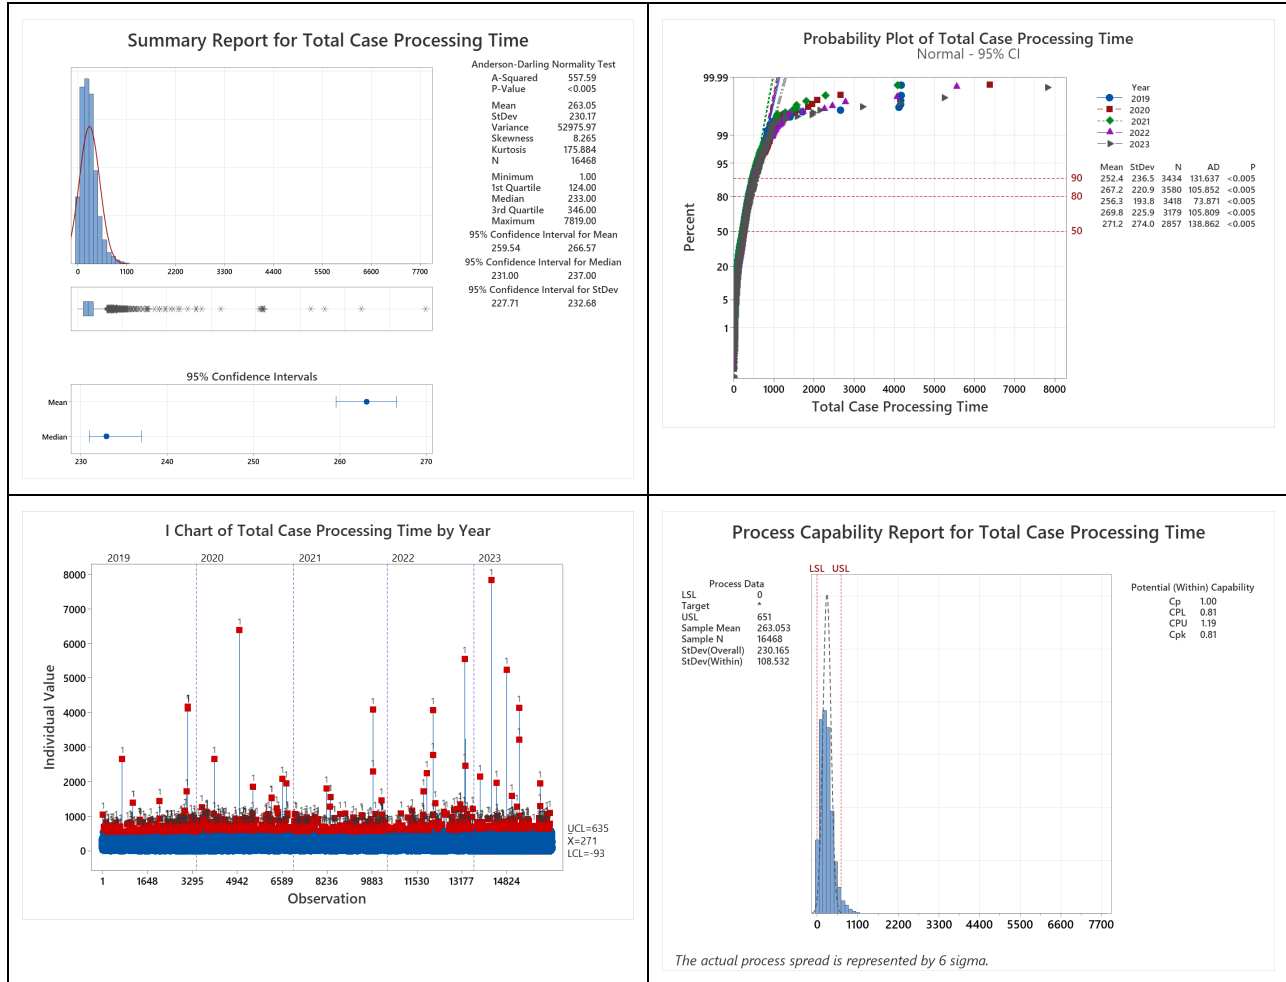 Summary Report for Total Case Processing Time
Anderson-Darling Normality Test
A-Squared 557.59
P-Value <0.005
Mean 263.05
StDev 230.17
Variance 52975.97
Skewness 8.265
Kurtosis 175.884
N 16468
Minimum 1.00
1st Quartile 124.00
Median 233.00
3rd Quartile 346.00
Maximum 7819.00
95% Confidence Interval for Mean
259.54 266.57
95% Confidence Interval for Median
231.00 237.00
95% Confidence Interval for StDev
227.71 232.68
0 1100 2200 3300 4400 5500 6600 7700
95% Confidence Intervals
Mean
Median
230 240 250 260 270
Probability Plot of Total Case Processing Time
Normal - 95% CI
99.99
99
95
80
50
20
5
1
Percent
90
80
50
0 1000 2000 3000 4000 5000 6000 7000 8000
Total Case Processing Time
Year
2019
2020
2021
2022
2023
Mean StDev N AD P
252.4 236.5 3434 131.637 <0.005
267.2 220.9 3580 105.852 <0.005
256.3 193.8 3418 73.871 <0.005
269.8 225.9 3179 105.809 <0.005
271.2 274.0 2857 138.862 <0.005
I Chart of Total Case Processing Time by Year
2019 2020 2021 2022 2023
8000
7000
6000
5000
4000
3000
2000
1000
0
Individual Value
UCL=635
X=271
LCL=-93
1 1648 3295 4942 6589 8236 9883 11530 13177 14824
Observation
Process Capability Report for Total Case Processing Time
LSL USL
Process Data
LSL 0
Target *
USL 651
Sample Mean 263.053
Sample N 16468
StDev(Overall) 230.165
StDev(Within) 108.532
Potential (Within) Capability
Cp 1.00
CPL 0.81
CPU 1.19
Cpk 0.81
0 1100 2200 3300 4400 5500 6600 7700
The actual process spread is represented by 6 sigma.